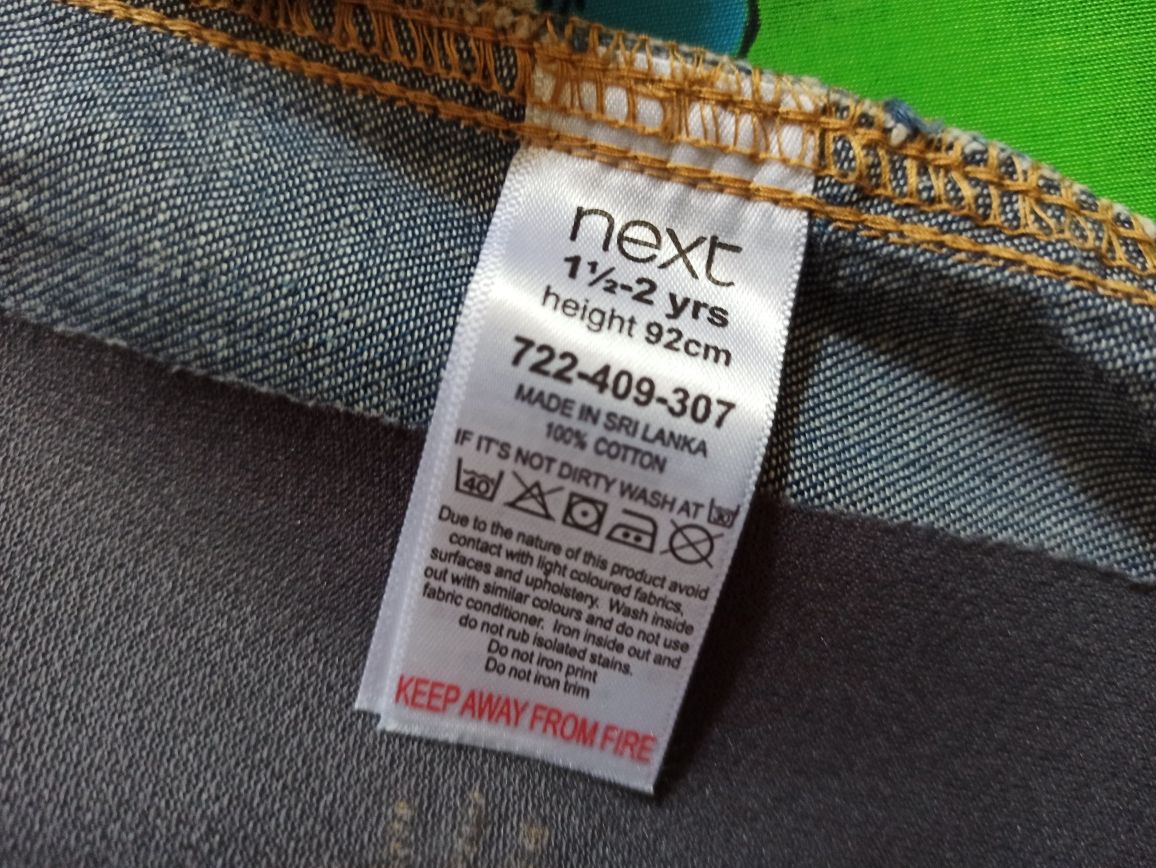 next
1½-2 yrs
height 92cm
722-409-307
MADE IN SRI LANKA
100% COTTON
IF IT'S NOT DIRTY WASH AT 30
40
Due to the nature of this product avoid
contact with light coloured fabrics,
surfaces and upholstery. Wash inside
out with similar colours and do not use
fabric conditioner. Iron inside out and
do not rub isolated stains.
Do not iron print
Do not iron trim
KEEP AWAY FROM FIRE